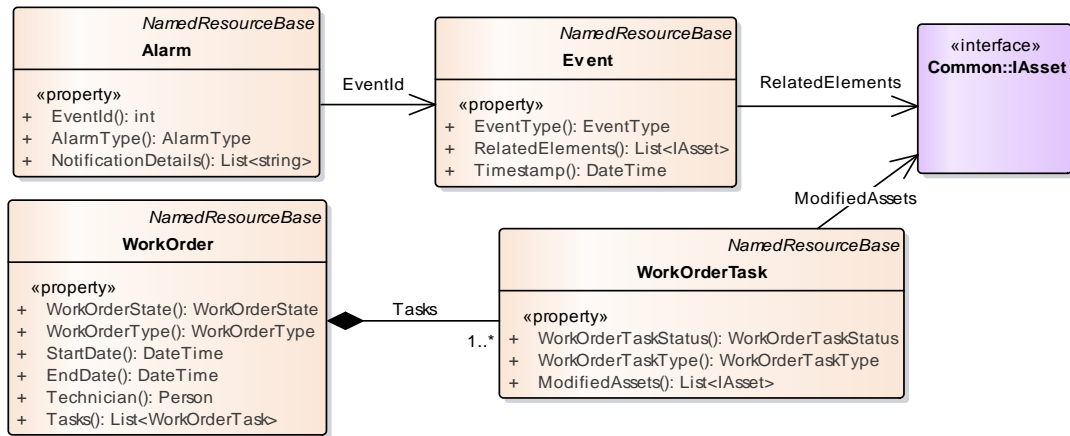 NamedResourceBase
Alarm
«property»
+ EventId(): int
+ AlarmType(): AlarmType
+ NotificationDetails(): List<string>
EventId
NamedResourceBase
Event
«property»
+ EventType(): EventType
+ RelatedElements(): List<IAsset>
+ Timestamp(): DateTime
RelatedElements
«interface»
Common::IAsset
ModifiedAssets
NamedResourceBase
WorkOrder
«property»
+ WorkOrderState(): WorkOrderState
+ WorkOrderType(): WorkOrderType
+ StartDate(): DateTime
+ EndDate(): DateTime
+ Technician(): Person
+ Tasks(): List<WorkOrderTask>
Tasks
1..*
NamedResourceBase
WorkOrderTask
«property»
+ WorkOrderTaskStatus(): WorkOrderTaskStatus
+ WorkOrderTaskType(): WorkOrderTaskType
+ ModifiedAssets(): List<IAsset>